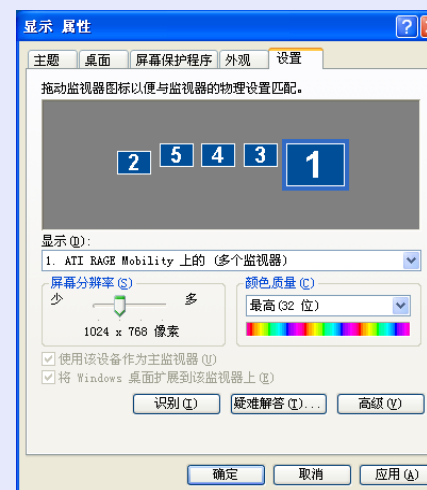 显示 属性
主题 桌面 屏幕保护程序 外观 设置
拖动监视器图标以便与监视器的物理设置匹配。
2 5 4 3 1
显示(D):
1. ATI RAGE Mobility 上的 (多个监视器)
屏幕分辨率(S) 颜色质量(C)
少 多 最高(32 位)
1024 x 768 像素
使用该设备作为主监视器(U)
将 Windows 桌面扩展到该监视器上(E)
识别(I) 疑难解答(T)... 高级(V)
确定 取消 应用(A)